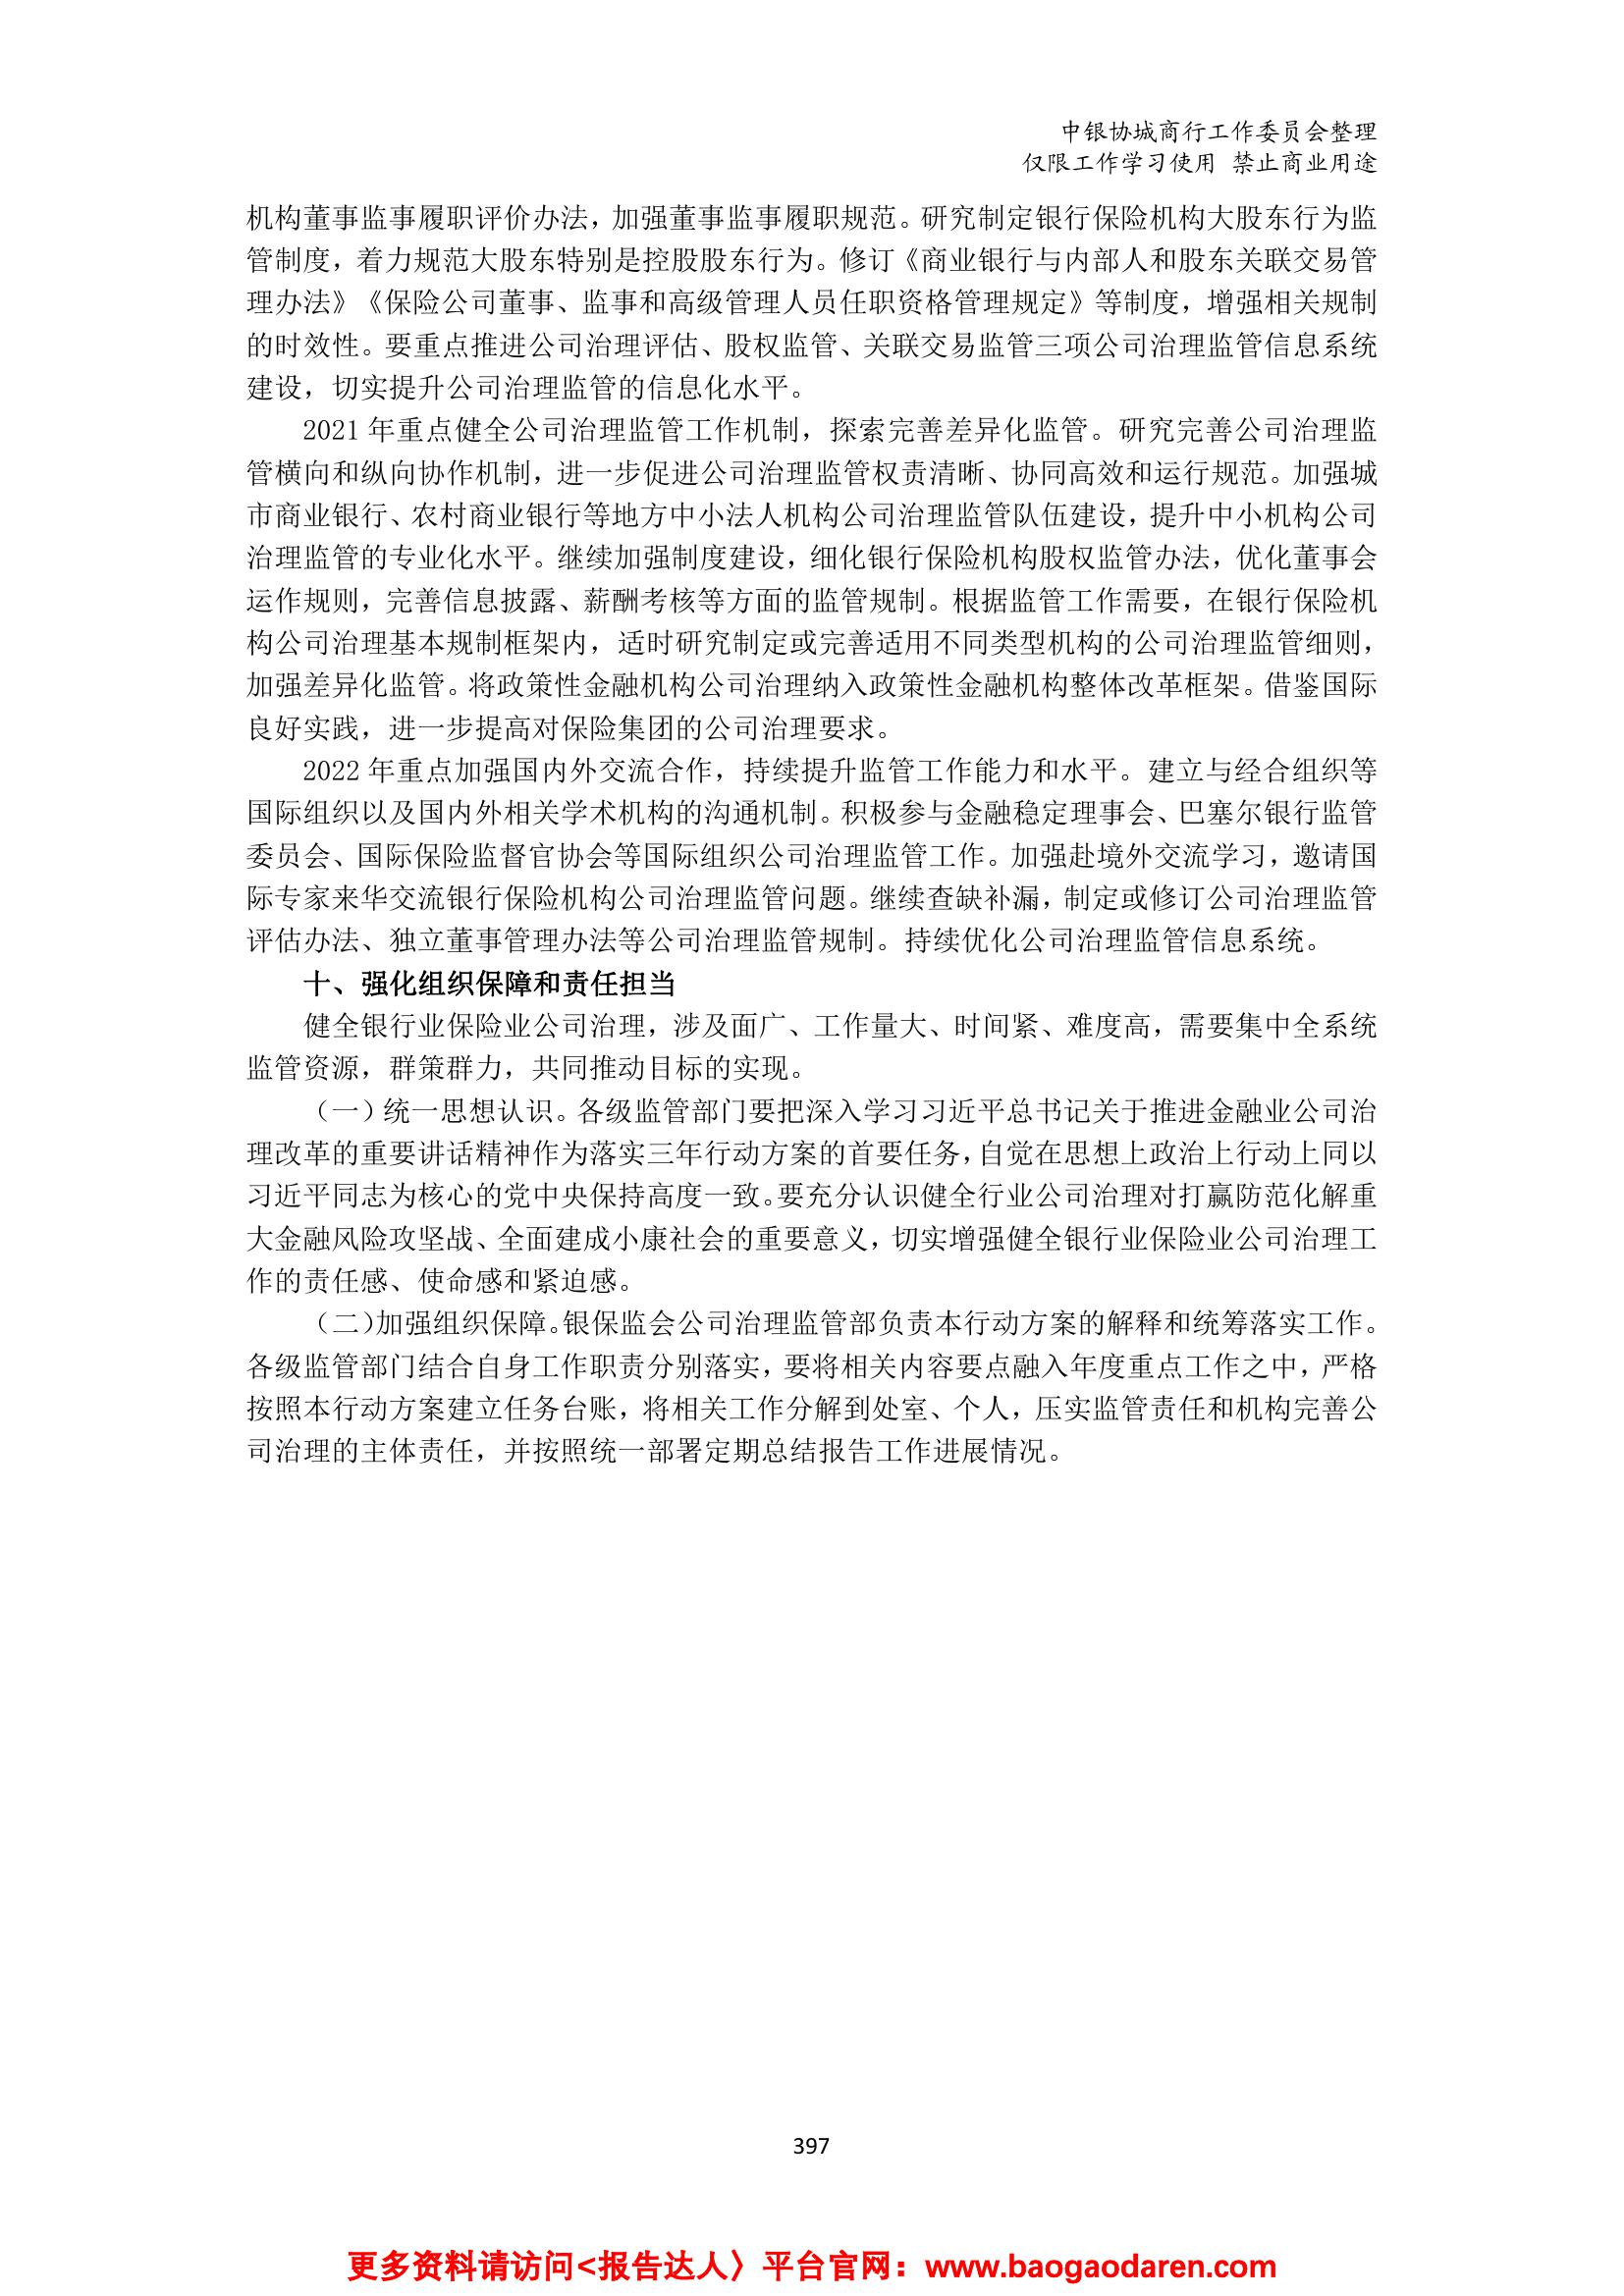 中银协城商行工作委员会整理
仅限工作学习使用 禁止商业用途
机构董事监事履职评价办法，加强董事监事履职规范。研究制定银行保险机构大股东行为监
管制度，着力规范大股东特别是控股股东行为。修订《商业银行与内部人和股东关联交易管
理办法》《保险公司董事、监事和高级管理人员任职资格管理规定》等制度，增强相关规制
的时效性。要重点推进公司治理评估、股权监管、关联交易监管三项公司治理监管信息系统
建设，切实提升公司治理监管的信息化水平。
2021 年重点健全公司治理监管工作机制，探索完善差异化监管。研究完善公司治理监
管横向和纵向协作机制，进一步促进公司治理监管权责清晰、协同高效和运行规范。加强城
市商业银行、农村商业银行等地方中小法人机构公司治理监管队伍建设，提升中小机构公司
治理监管的专业化水平。继续加强制度建设，细化银行保险机构股权监管办法，优化董事会
运作规则，完善信息披露、薪酬考核等方面的监管规制。根据监管工作需要，在银行保险机
构公司治理基本规制框架内，适时研究制定或完善适用不同类型机构的公司治理监管细则，
加强差异化监管。将政策性金融机构公司治理纳入政策性金融机构整体改革框架。借鉴国际
良好实践，进一步提高对保险集团的公司治理要求。
2022 年重点加强国内外交流合作，持续提升监管工作能力和水平。建立与经合组织等
国际组织以及国内外相关学术机构的沟通机制。积极参与金融稳定理事会、巴塞尔银行监管
委员会、国际保险监督官协会等国际组织公司治理监管工作。加强赴境外交流学习，邀请国
际专家来华交流银行保险机构公司治理监管问题。继续查缺补漏，制定或修订公司治理监管
评估办法、独立董事管理办法等公司治理监管规制。持续优化公司治理监管信息系统。
十、强化组织保障和责任担当
健全银行业保险业公司治理，涉及面广、工作量大、时间紧、难度高，需要集中全系统
监管资源，群策群力，共同推动目标的实现。
（一）统一思想认识。各级监管部门要把深入学习习近平总书记关于推进金融业公司治
理改革的重要讲话精神作为落实三年行动方案的首要任务，自觉在思想上政治上行动上同以
习近平同志为核心的党中央保持高度一致。要充分认识健全行业公司治理对打赢防范化解重
大金融风险攻坚战、全面建成小康社会的重要意义，切实增强健全银行业保险业公司治理工
作的责任感、使命感和紧迫感。
（二）加强组织保障。银保监会公司治理监管部负责本行动方案的解释和统筹落实工作。
各级监管部门结合自身工作职责分别落实，要将相关内容要点融入年度重点工作之中，严格
按照本行动方案建立任务台账，将相关工作分解到处室、个人，压实监管责任和机构完善公
司治理的主体责任，并按照统一部署定期总结报告工作进展情况。
397
更多资料请访问<报告达人〉平台官网：www.baogaodaren.com